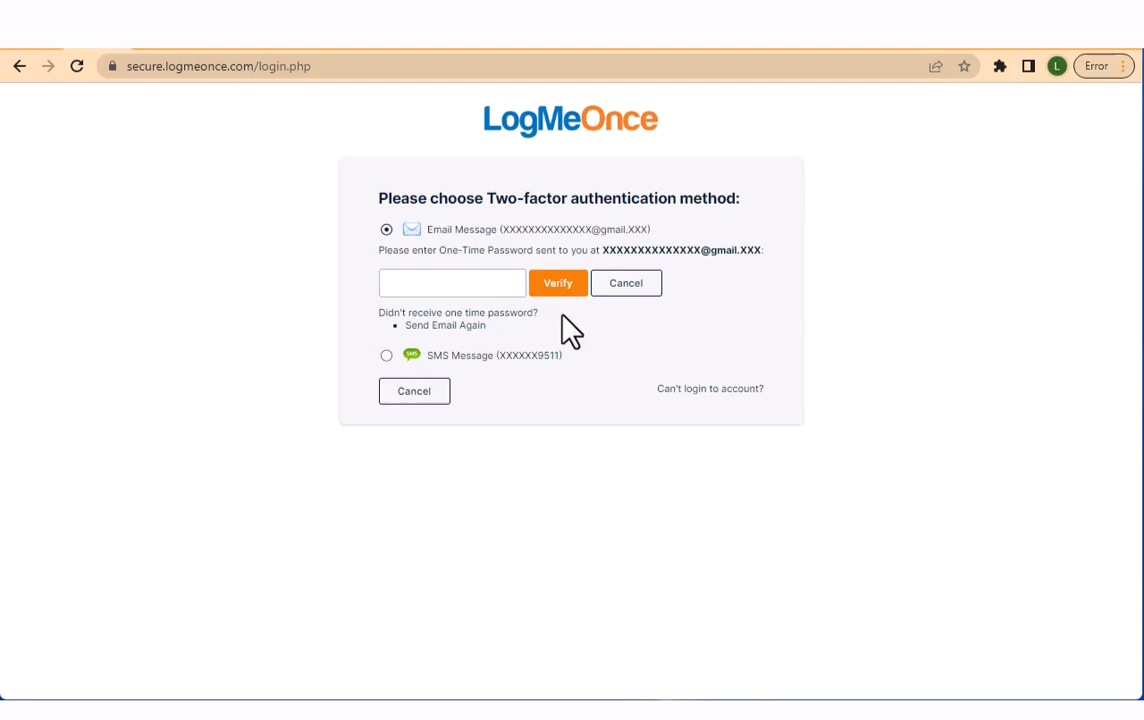 secure.logmeonce.com/login.php
L
Error
LogMeOnce
Please choose Two-factor authentication method:
Email Message (XXXXXXXXXXXXXX@gmail.XXX)
Please enter One-Time Password sent to you at XXXXXXXXXXXXXX@gmail.XXX:
Verify
Cancel
Didn't receive one time password?
• Send Email Again
SMS
SMS Message (XXXXXX9511)
Cancel
Can't login to account?